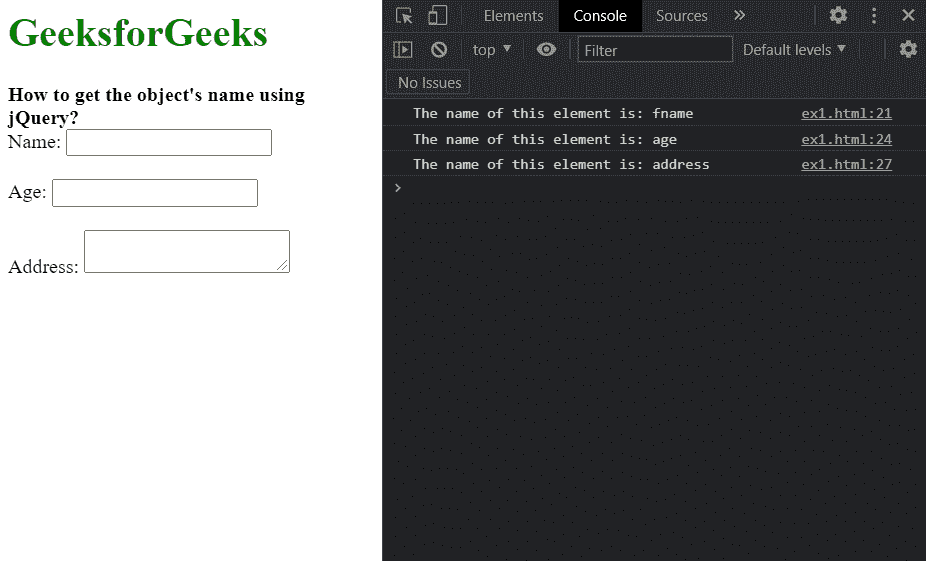 GeeksforGeeks
How to get the object's name using
jQuery?
Name:
Age:
Address:
Elements Console Sources »
top ▼ Filter Default levels ▼
No Issues
The name of this element is: fname ex1.html:21
The name of this element is: age ex1.html:24
The name of this element is: address ex1.html:27
>